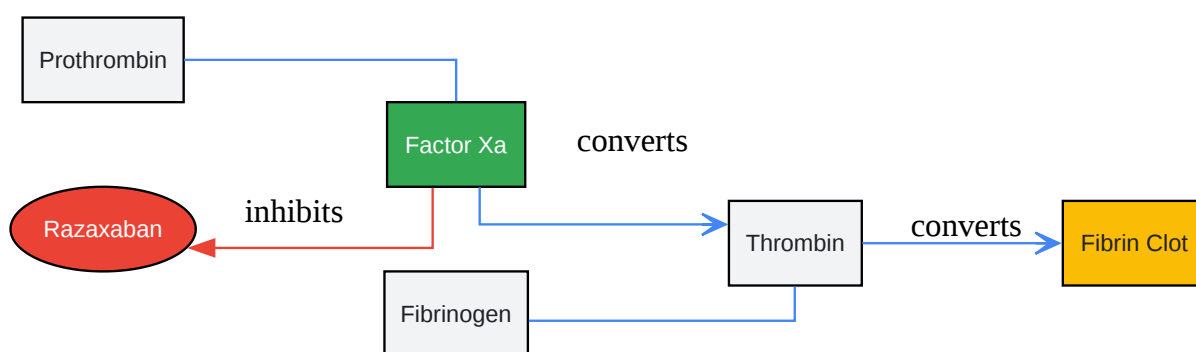 Prothrombin
Factor Xa
converts
inhibits
Razaxaban
Thrombin
converts
Fibrin Clot
Fibrinogen